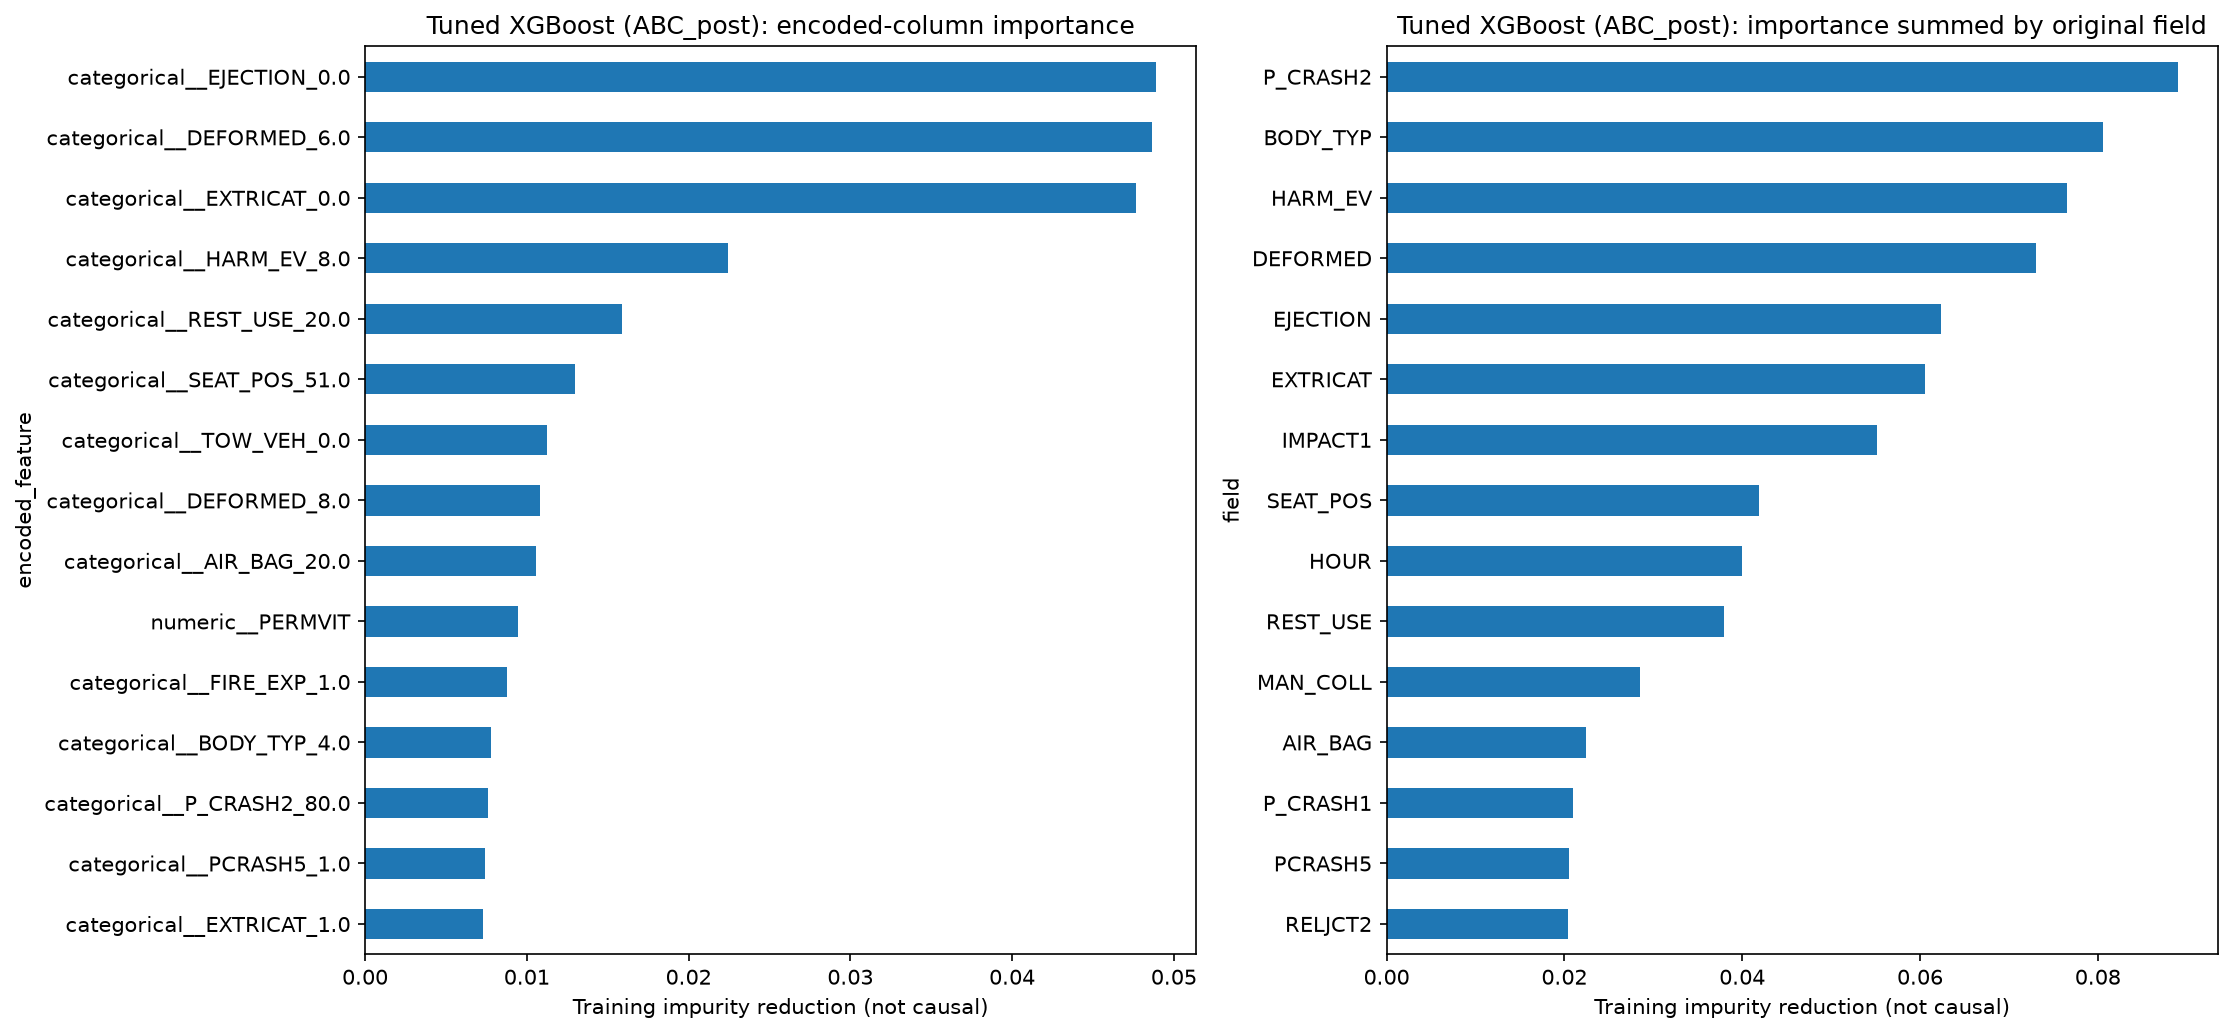 Tuned XGBoost (ABC_post): encoded-column importance
encoded_feature
categorical__EJECTION_0.0
categorical__DEFORMED_6.0
categorical__EXTRICAT_0.0
categorical__HARM_EV_8.0
categorical__REST_USE_20.0
categorical__SEAT_POS_51.0
categorical__TOW_VEH_0.0
categorical__DEFORMED_8.0
categorical__AIR_BAG_20.0
numeric__PERMVIT
categorical__FIRE_EXP_1.0
categorical__BODY_TYP_4.0
categorical__P_CRASH2_80.0
categorical__PCRASH5_1.0
categorical__EXTRICAT_1.0
0.00 0.01 0.02 0.03 0.04 0.05
Training impurity reduction (not causal)
Tuned XGBoost (ABC_post): importance summed by original field
field
P_CRASH2
BODY_TYP
HARM_EV
DEFORMED
EJECTION
EXTRICAT
IMPACT1
SEAT_POS
HOUR
REST_USE
MAN_COLL
AIR_BAG
P_CRASH1
PCRASH5
RELJCT2
0.00 0.02 0.04 0.06 0.08
Training impurity reduction (not causal)